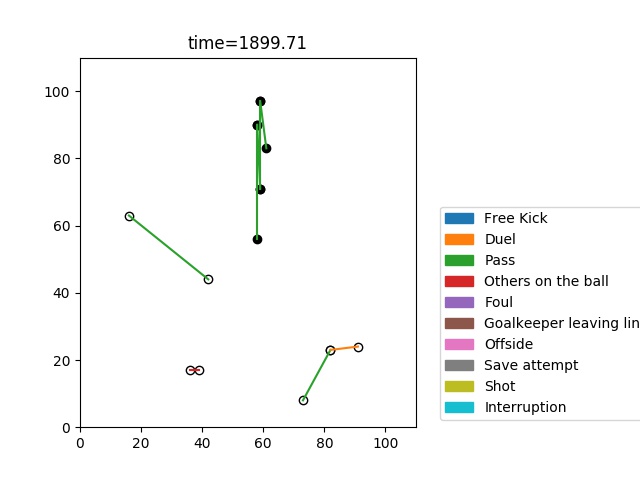 time=1899.71
100
80
60
40
20
0
0 20 40 60 80 100
Free Kick
Duel
Pass
Others on the ball
Foul
Goalkeeper leaving lin
Offside
Save attempt
Shot
Interruption